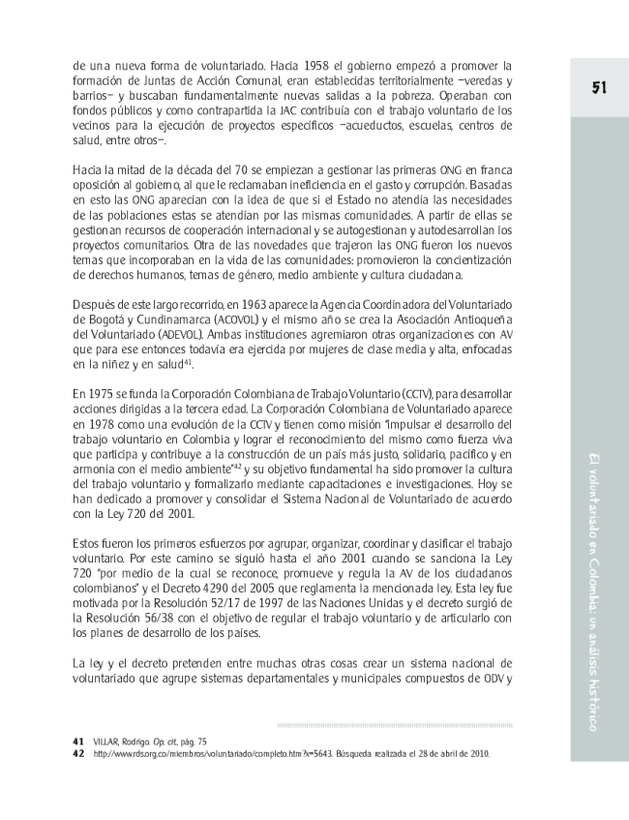 de una nueva forma de voluntariado. Hacia 1958 el gobierno empezó a promover la
formación de Juntas de Acción Comunal, eran establecidas territorialmente –veredas y
barrios– y buscaban fundamentalmente nuevas salidas a la pobreza. Operaban con
fondos públicos y como contrapartida la JAC contribuía con el trabajo voluntario de los
vecinos para la ejecución de proyectos específicos –acueductos, escuelas, centros de
salud, entre otros–.
Hacia la mitad de la década del 70 se empiezan a gestionar las primeras ONG en franca
oposición al gobierno, al que le reclamaban ineficiencia en el gasto y corrupción. Basadas
en esto las ONG aparecían con la idea de que si el Estado no atendía las necesidades
de las poblaciones estas se atendían por las mismas comunidades. A partir de ellas se
gestionan recursos de cooperación internacional y se autogestionan y autodesarrollan los
proyectos comunitarios. Otra de las novedades que trajeron las ONG fueron los nuevos
temas que incorporaban en la vida de las comunidades: promovieron la concientización
de derechos humanos, temas de género, medio ambiente y cultura ciudadana.
Después de este largo recorrido, en 1963 aparece la Agencia Coordinadora del Voluntariado
de Bogotá y Cundinamarca (ACOVOL) y el mismo año se crea la Asociación Antioqueña
del Voluntariado (ADEVOL). Ambas instituciones agremiaron otras organizaciones con AV
que para ese entonces todavía era ejercida por mujeres de clase media y alta, enfocadas
en la niñez y en salud41.
En 1975 se funda la Corporación Colombiana de Trabajo Voluntario (CCTV), para desarrollar
acciones dirigidas a la tercera edad. La Corporación Colombiana de Voluntariado aparece
en 1978 como una evolución de la CCTV y tienen como misión "impulsar el desarrollo del
trabajo voluntario en Colombia y lograr el reconocimiento del mismo como fuerza viva
que participa y contribuye a la construcción de un país más justo, solidario, pacífico y en
armonía con el medio ambiente"42 y su objetivo fundamental ha sido promover la cultura
del trabajo voluntario y formalizarlo mediante capacitaciones e investigaciones. Hoy se
han dedicado a promover y consolidar el Sistema Nacional de Voluntariado de acuerdo
con la Ley 720 del 2001.
Estos fueron los primeros esfuerzos por agrupar, organizar, coordinar y clasificar el trabajo
voluntario. Por este camino se siguió hasta el año 2001 cuando se sanciona la Ley
720 "por medio de la cual se reconoce, promueve y regula la AV de los ciudadanos
colombianos" y el Decreto 4290 del 2005 que reglamenta la mencionada ley. Esta ley fue
motivada por la Resolución 52/17 de 1997 de las Naciones Unidas y el decreto surgió de
la Resolución 56/38 con el objetivo de regular el trabajo voluntario y de articularlo con
los planes de desarrollo de los países.
La ley y el decreto pretenden entre muchas otras cosas crear un sistema nacional de
voluntariado que agrupe sistemas departamentales y municipales compuestos de ODV y
41 VILLAR, Rodrigo. Op. cit., pág. 75
42 http://www.rds.org.co/miembros/voluntariado/completo.htm?x=5643. Búsqueda realizada el 28 de abril de 2010.
51
El voluntariado en Colombia: un análisis histórico